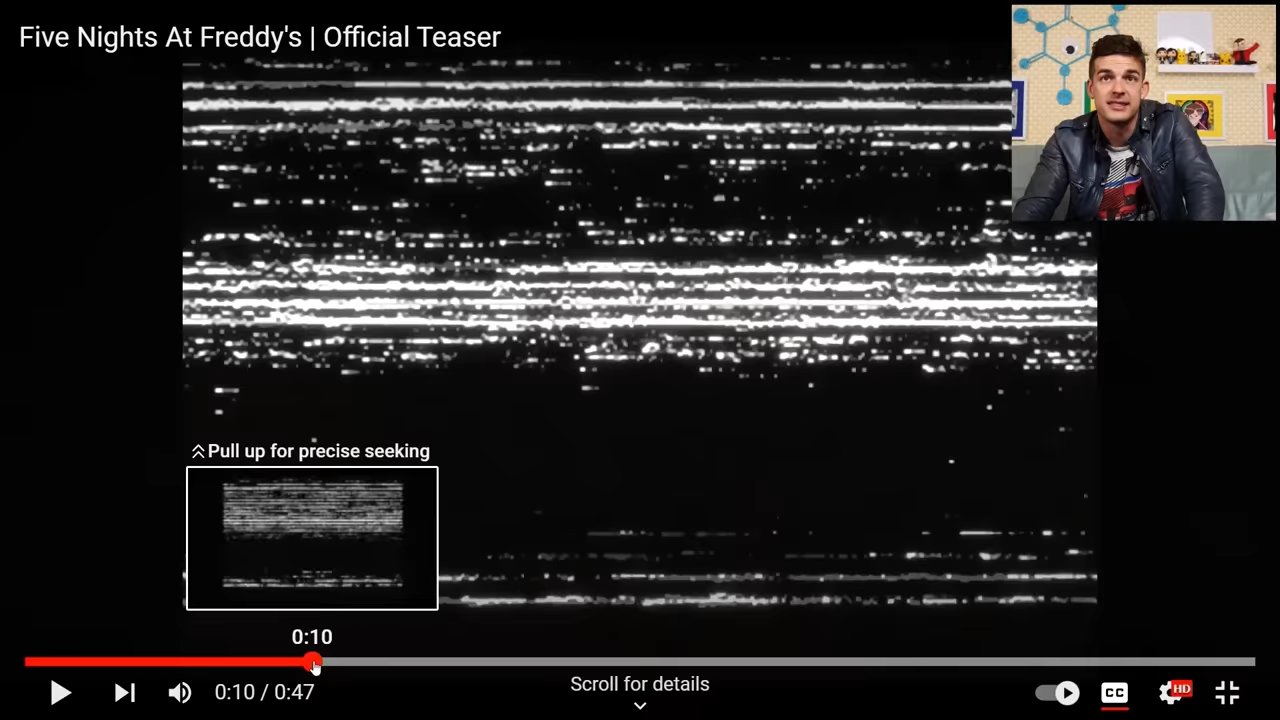 Five Nights At Freddy's | Official Teaser
Pull up for precise seeking
0:10
0:10 / 0:47
Scroll for details
CC
HD